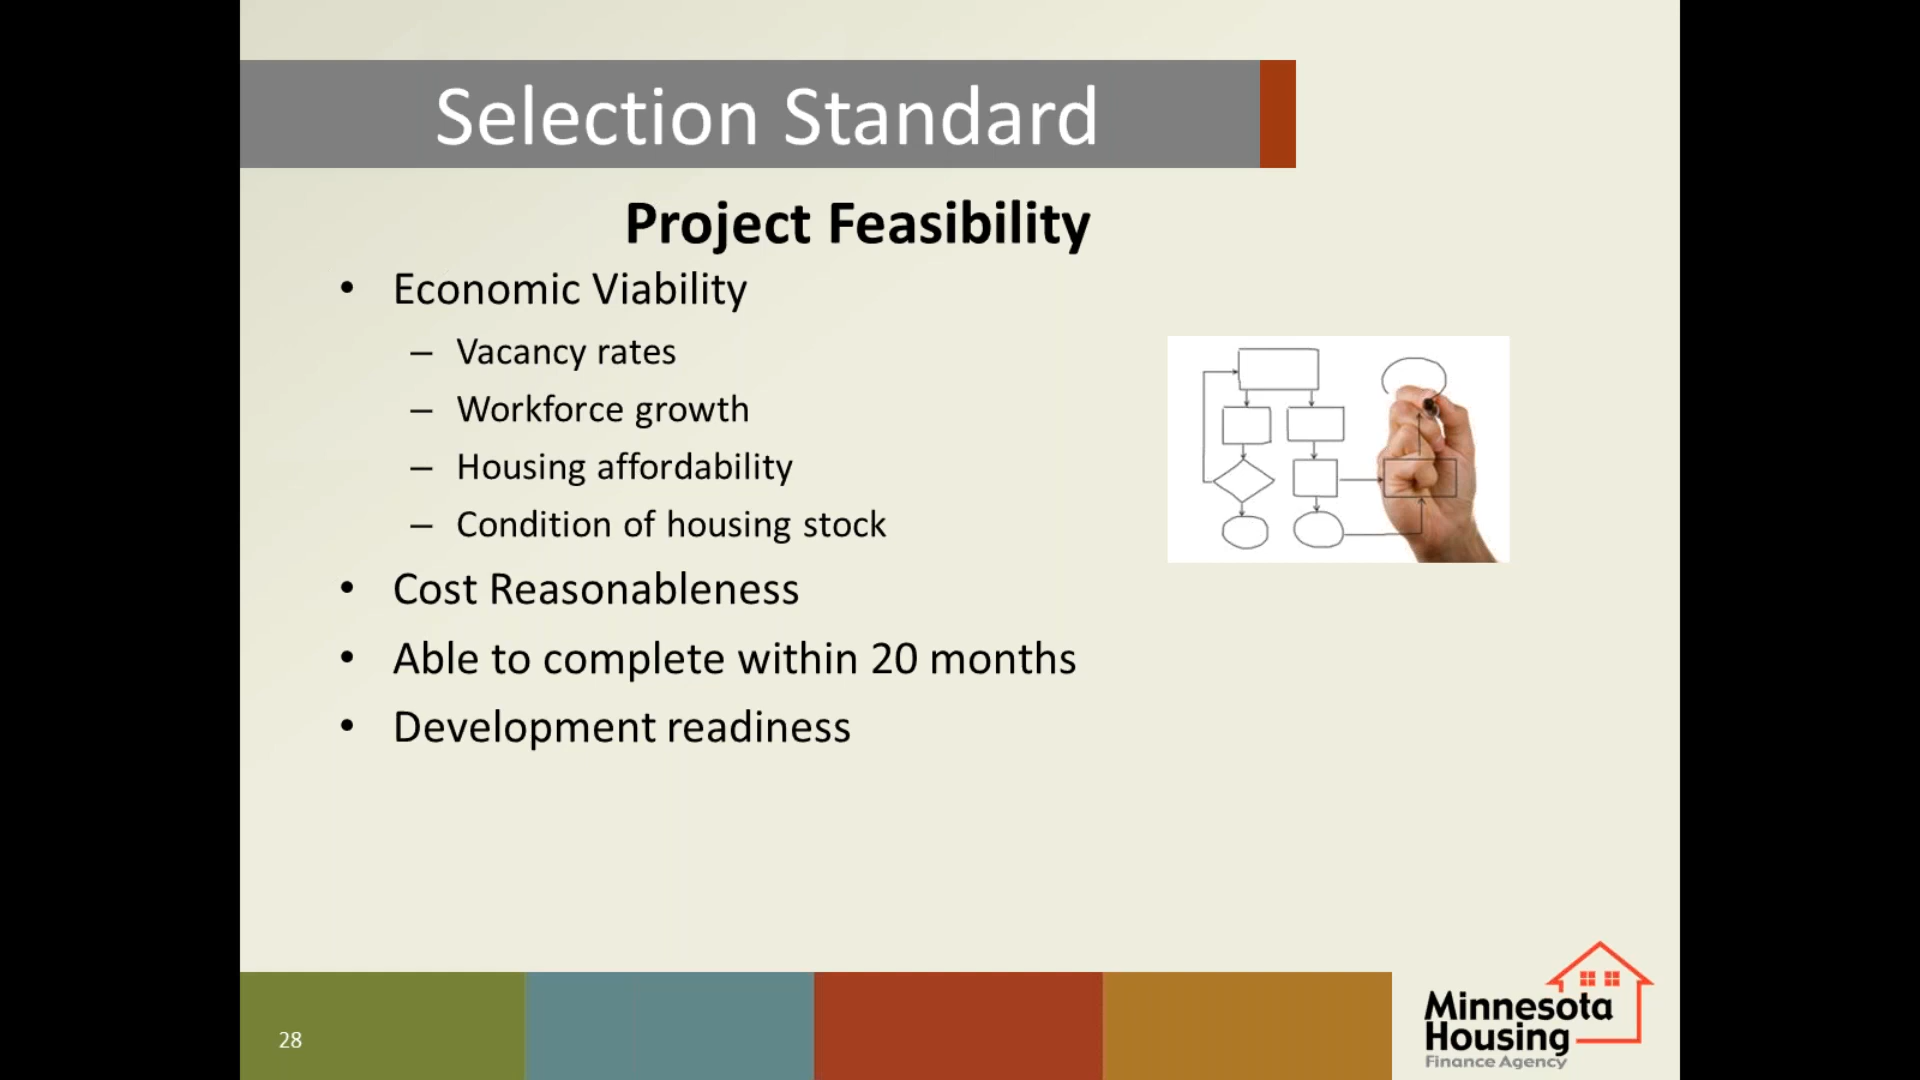 Selection Standard
Project Feasibility
• Economic Viability
– Vacancy rates
– Workforce growth
– Housing affordability
– Condition of housing stock
• Cost Reasonableness
• Able to complete within 20 months
• Development readiness
28
Minnesota
Housing
Finance Agency